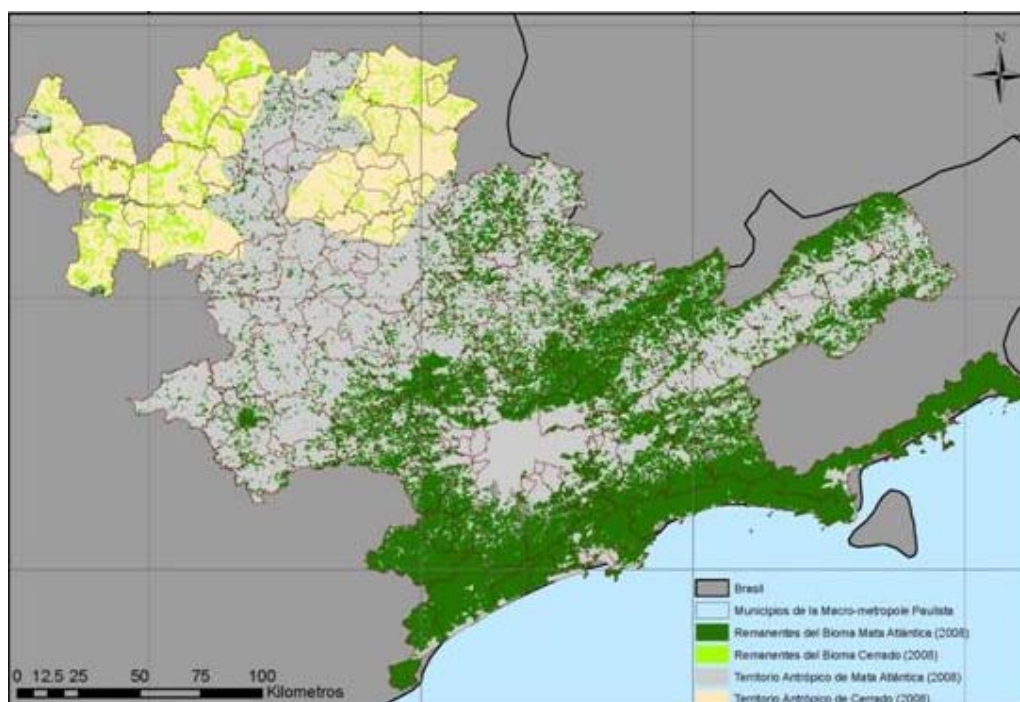 N
Brasil
Municipios de la Macro-metropole Paulista
Remanentes del Bioma Mata Atlántica (2008)
Remanentes del Bioma Cerrado (2008)
Territorio Antrópico de Mata Atlántica (2008)
Territorio Antrópico de Cerrado (2008)
0 12.5 25 50 75 100
Kilometros